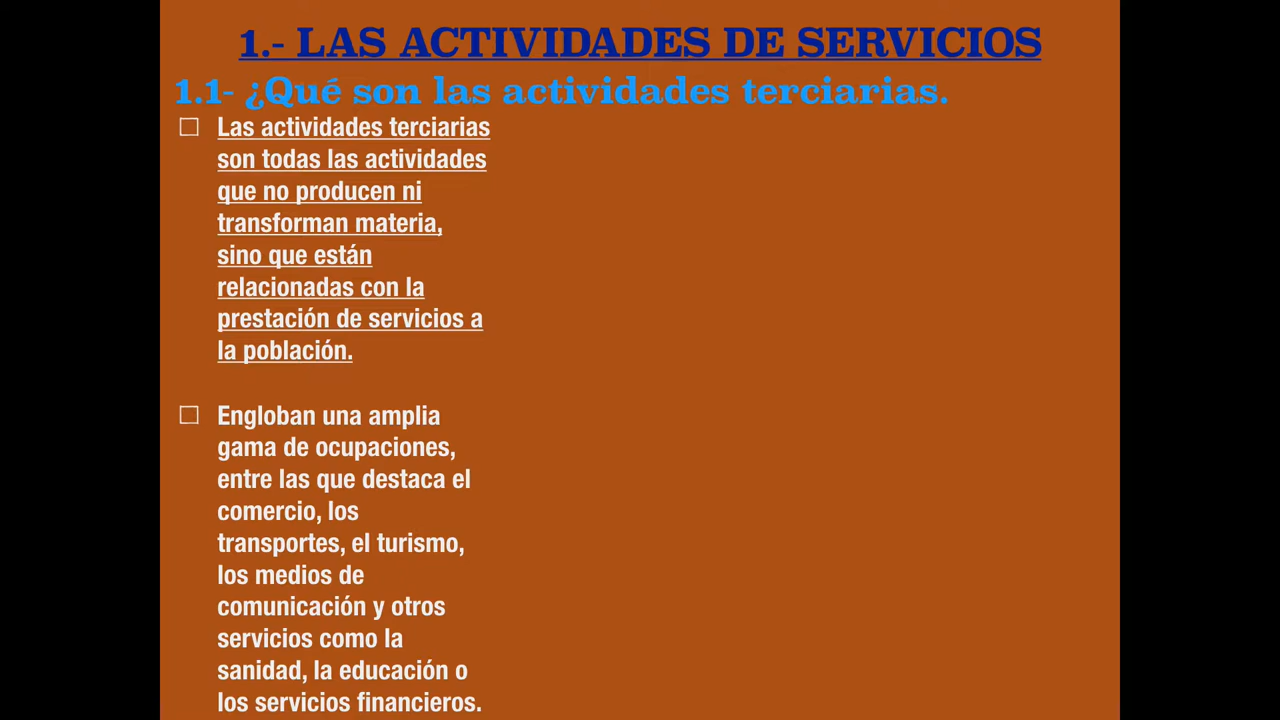 1.- LAS ACTIVIDADES DE SERVICIOS
1.1- ¿Qué son las actividades terciarias.
Las actividades terciarias
son todas las actividades
que no producen ni
transforman materia,
sino que están
relacionadas con la
prestación de servicios a
la población.
Engloban una amplia
gama de ocupaciones,
entre las que destaca el
comercio, los
transportes, el turismo,
los medios de
comunicación y otros
servicios como la
sanidad, la educación o
los servicios financieros.